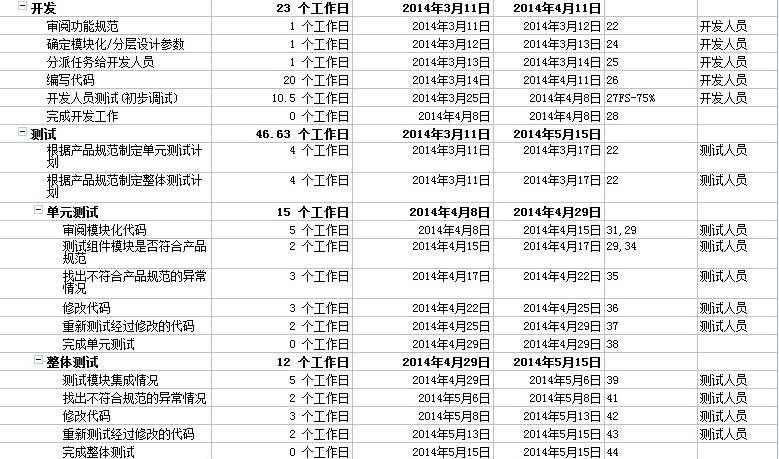 开发 23 个工作日 2014年3月11日 2014年4月11日
审阅功能规范 1 个工作日 2014年3月11日 2014年3月12日 22 开发人员
确定模块化/分层设计参数 1 个工作日 2014年3月12日 2014年3月13日 24 开发人员
分派任务给开发人员 1 个工作日 2014年3月13日 2014年3月14日 25 开发人员
编写代码 20 个工作日 2014年3月14日 2014年4月11日 26 开发人员
开发人员测试(初步调试) 10.5 个工作日 2014年3月25日 2014年4月8日 27FS-75% 开发人员
完成开发工作 0 个工作日 2014年4月8日 2014年4月8日 28
测试 46.63 个工作日 2014年3月11日 2014年5月15日
根据产品规范制定单元测试计 4 个工作日 2014年3月11日 2014年3月17日 22 测试人员
划
根据产品规范制定整体测试计 4 个工作日 2014年3月11日 2014年3月17日 22 测试人员
划
单元测试 15 个工作日 2014年4月8日 2014年4月29日
审阅模块化代码 5 个工作日 2014年4月8日 2014年4月15日 31,29 测试人员
测试组件模块是否符合产品 2 个工作日 2014年4月15日 2014年4月17日 29,34 测试人员
规范
找出不符合产品规范的异常 3 个工作日 2014年4月17日 2014年4月22日 35 测试人员
情况
修改代码 3 个工作日 2014年4月22日 2014年4月25日 36 测试人员
重新测试经过修改的代码 2 个工作日 2014年4月25日 2014年4月29日 37 测试人员
完成单元测试 0 个工作日 2014年4月29日 2014年4月29日 38
整体测试 12 个工作日 2014年4月29日 2014年5月15日
测试模块集成情况 5 个工作日 2014年4月29日 2014年5月6日 39 测试人员
找出不符合规范的异常情况 2 个工作日 2014年5月6日 2014年5月8日 41 测试人员
修改代码 3 个工作日 2014年5月8日 2014年5月13日 42 测试人员
重新测试经过修改的代码 2 个工作日 2014年5月13日 2014年5月15日 43 测试人员
完成整体测试 0 个工作日 2014年5月15日 2014年5月15日 44